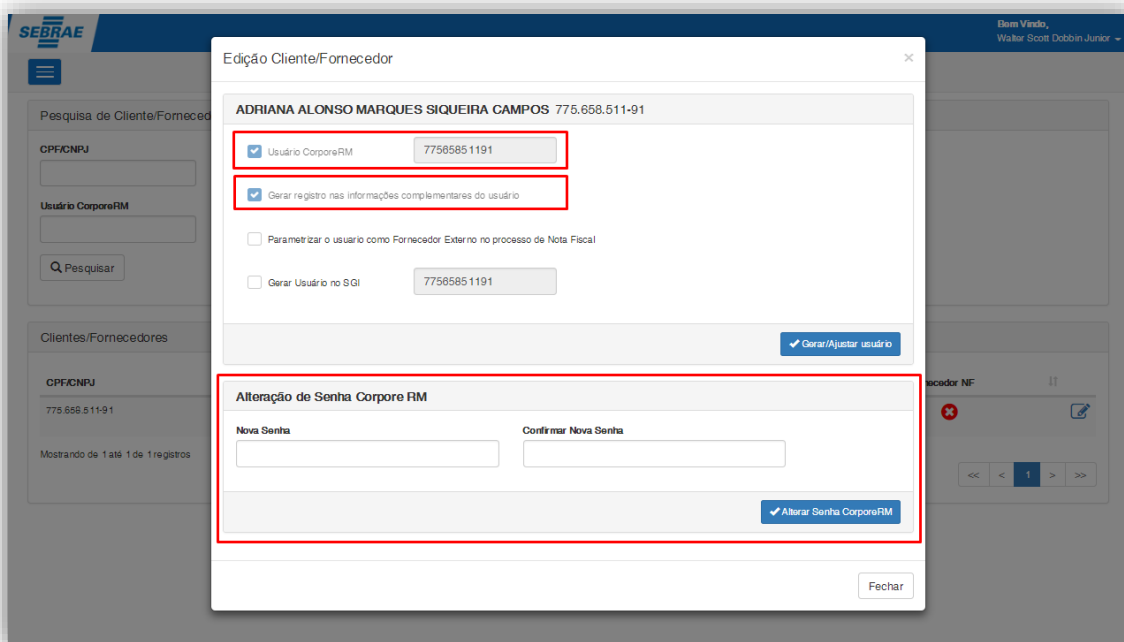 SEBRAE
Bem Vindo,
Walter Scott Dobbin Junior
Edição Cliente/Fornecedor
×
Pesquisa de Cliente/Forneced
ADRIANA ALONSO MARQUES SIQUEIRA CAMPOS 775.658.511-91
CPF/CNPJ
Usuário CorporeRM
77565851191
Gerar registro nas informações complementares do usuário
Usuário CorporeRM
Parametrizar o usuario como Fornecedor Externo no processo de Nota Fiscal
Pesquisar
Gerar Usuário no SGI
77565851191
Clientes/Fornecedores
Gerar/Ajustar usuário
CPF/CNPJ
necedor NF
Alteração de Senha Corpore RM
775.658.511-91
Nova Senha
Confirmar Nova Senha
Mostrando de 1 até 1 de 1 registros
<< < 1 > >>
Alterar Senha CorporeRM
Fechar